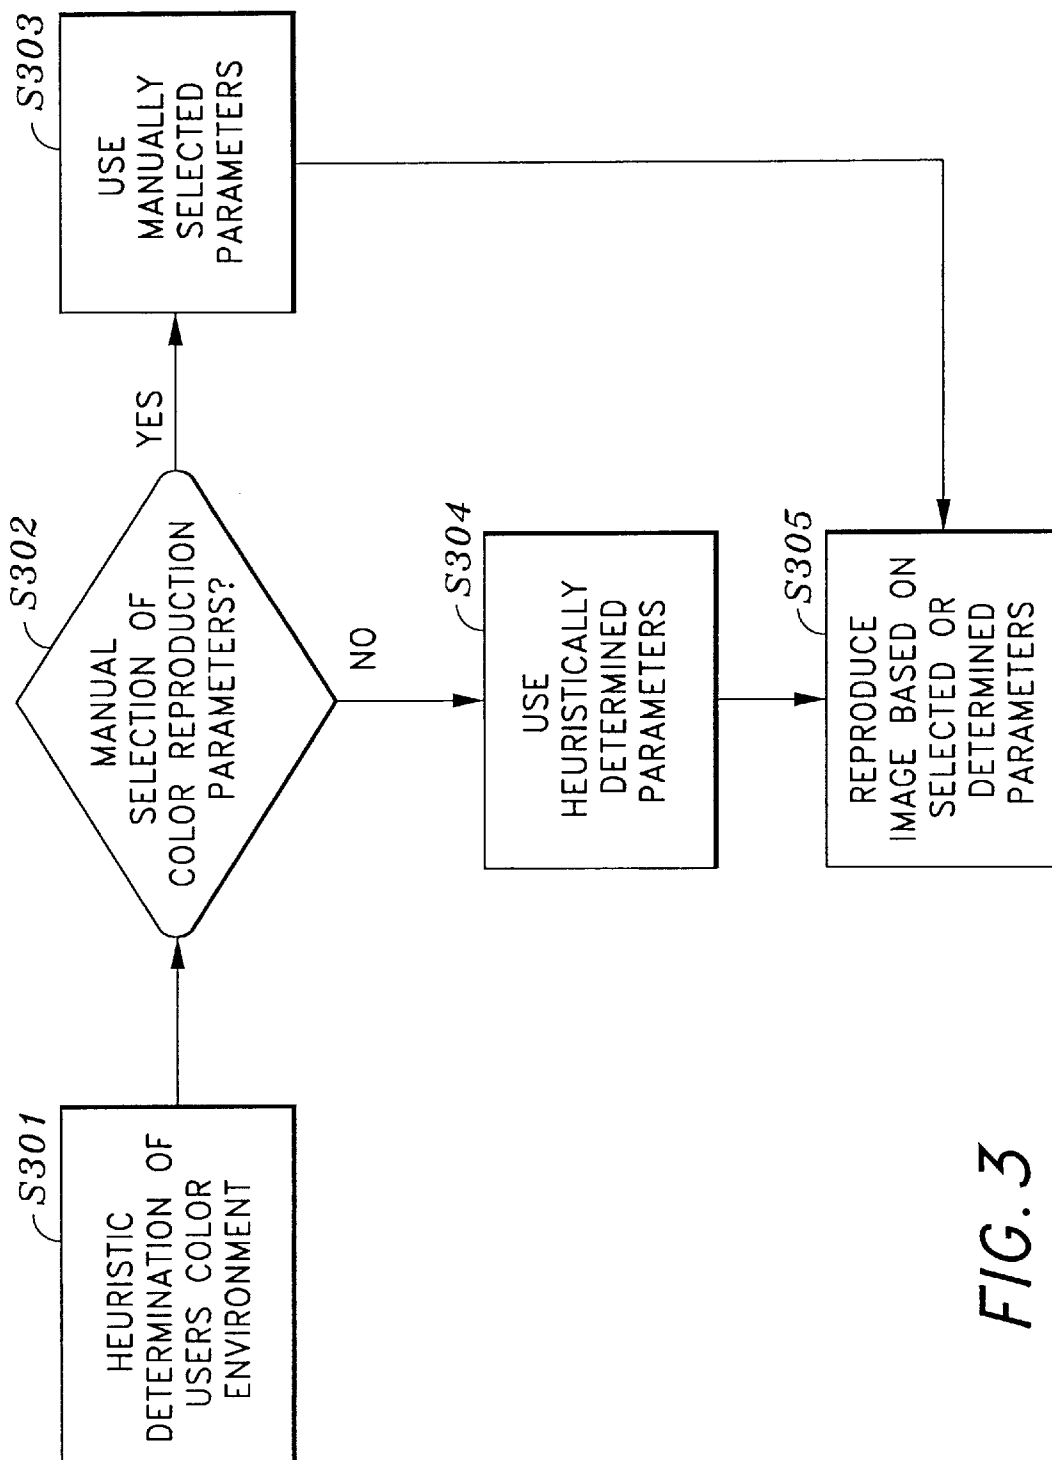 S301
HEURISTIC
DETERMINATION OF
USERS COLOR
ENVIRONMENT
S302
MANUAL
SELECTION OF
COLOR REPRODUCTION
PARAMETERS?
YES
NO
S303
USE
MANUALLY
SELECTED
PARAMETERS
S304
USE
HEURISTICALLY
DETERMINED
PARAMETERS
S305
REPRODUCE
IMAGE BASED ON
SELECTED OR
DETERMINED
PARAMETERS
FIG. 3